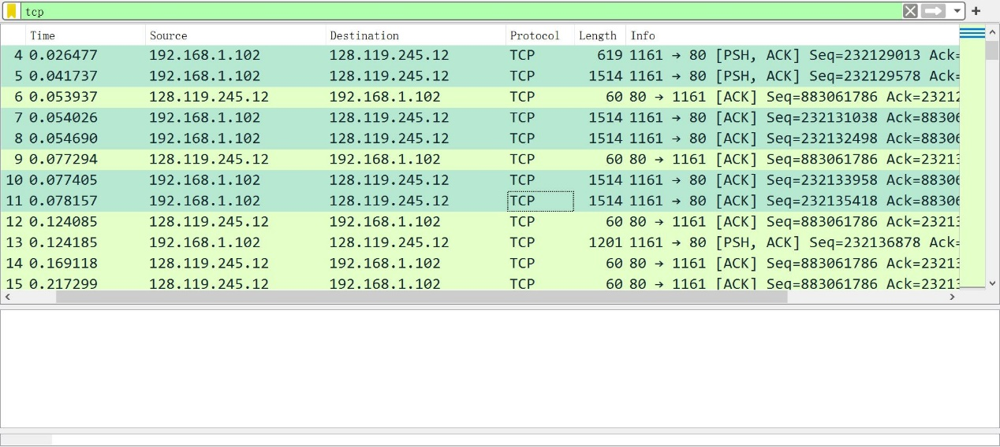 tcp
Time Source Destination Protocol Length Info
4 0.026477 192.168.1.102 128.119.245.12 TCP 619 1161 → 80 [PSH, ACK] Seq=232129013 Ack=
5 0.041737 192.168.1.102 128.119.245.12 TCP 1514 1161 → 80 [PSH, ACK] Seq=232129578 Ack=
6 0.053937 128.119.245.12 192.168.1.102 TCP 60 80 → 1161 [ACK] Seq=883061786 Ack=23212
7 0.054026 192.168.1.102 128.119.245.12 TCP 1514 1161 → 80 [ACK] Seq=232131038 Ack=88306
8 0.054690 192.168.1.102 128.119.245.12 TCP 1514 1161 → 80 [ACK] Seq=232132498 Ack=88306
9 0.077294 128.119.245.12 192.168.1.102 TCP 60 80 → 1161 [ACK] Seq=883061786 Ack=23213
10 0.077405 192.168.1.102 128.119.245.12 TCP 1514 1161 → 80 [ACK] Seq=232133958 Ack=88306
11 0.078157 192.168.1.102 128.119.245.12 TCP 1514 1161 → 80 [ACK] Seq=232135418 Ack=88306
12 0.124085 128.119.245.12 192.168.1.102 TCP 60 80 → 1161 [ACK] Seq=883061786 Ack=23213
13 0.124185 192.168.1.102 128.119.245.12 TCP 1201 1161 → 80 [PSH, ACK] Seq=232136878 Ack=
14 0.169118 128.119.245.12 192.168.1.102 TCP 60 80 → 1161 [ACK] Seq=883061786 Ack=23213
15 0.217299 128.119.245.12 192.168.1.102 TCP 60 80 → 1161 [ACK] Seq=883061786 Ack=23213